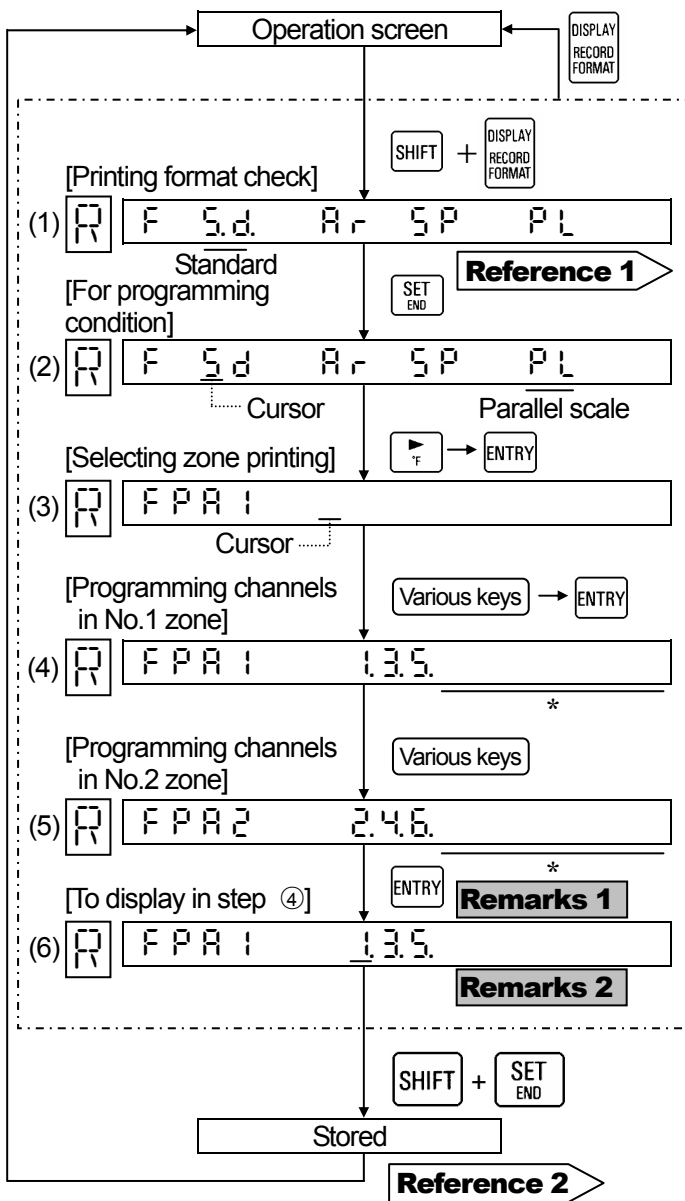 Operation screen
DISPLAY
RECORD
FORMAT
SHIFT + DISPLAY
RECORD
FORMAT
[Printing format check]
(1) R F S.d. Ar SP PL
Standard
Reference 1
[For programming
condition]
SET
END
(2) R F Sd Ar SP PL
Cursor
Parallel scale
[Selecting zone printing]
▶
°F
→ ENTRY
(3) R FPA1
Cursor
[Programming channels
in No.1 zone]
Various keys → ENTRY
(4) R FPA1 1.3.5.
*
[Programming channels
in No.2 zone]
Various keys
(5) R FPA2 2.4.6.
*
[To display in step ④]
ENTRY
Remarks 1
(6) R FPA1 1.3.5.
Remarks 2
SHIFT + SET
END
Stored
Reference 2